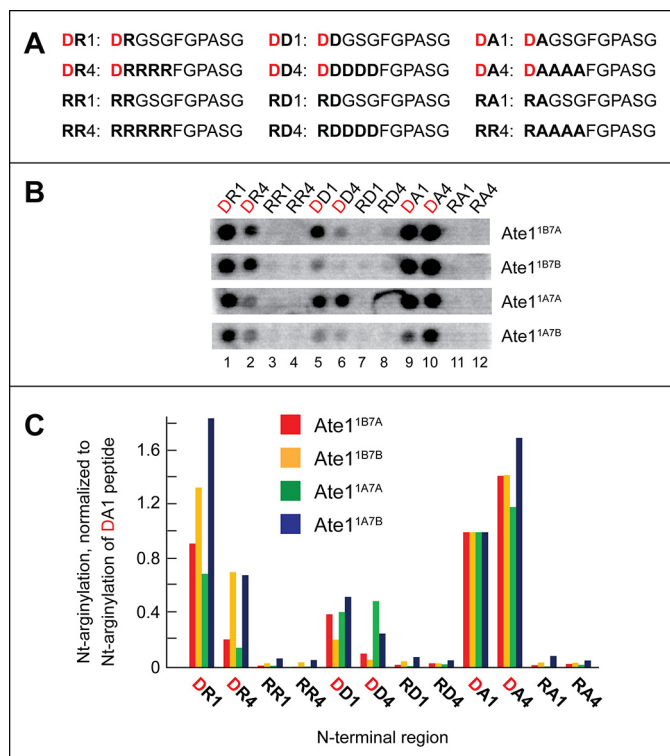 A
DR1: DRGSGFGPASG DD1: DDGSGFGPASG DA1: DAGSGFGPASG
DR4: DRRRRFGPASG DD4: DDDDDFGPASG DA4: DAAAAFGPASG
RR1: RRGSGFGPASG RD1: RDGSGFGPASG RA1: RAGSGFGPASG
RR4: RRRRRFGPASG RD4: RDDDDFGPASG RR4: RAAAAFGPASG
B
DR1 DR4 RR1 RR4 DD1 DD4 RD1 RD4 DA1 DA4 RA1 RA4
Ate1 1B7A
Ate1 1B7B
Ate1 1A7A
Ate1 1A7B
1 2 3 4 5 6 7 8 9 10 11 12
C
Nt-arginylation, normalized to
Nt-arginylation of DA1 peptide
1.6
1.2
0.8
0.4
0
Ate1 1B7A
Ate1 1B7B
Ate1 1A7A
Ate1 1A7B
DR1 DR4 RR1 RR4 DD1 DD4 RD1 RD4 DA1 DA4 RA1 RA4
N-terminal region